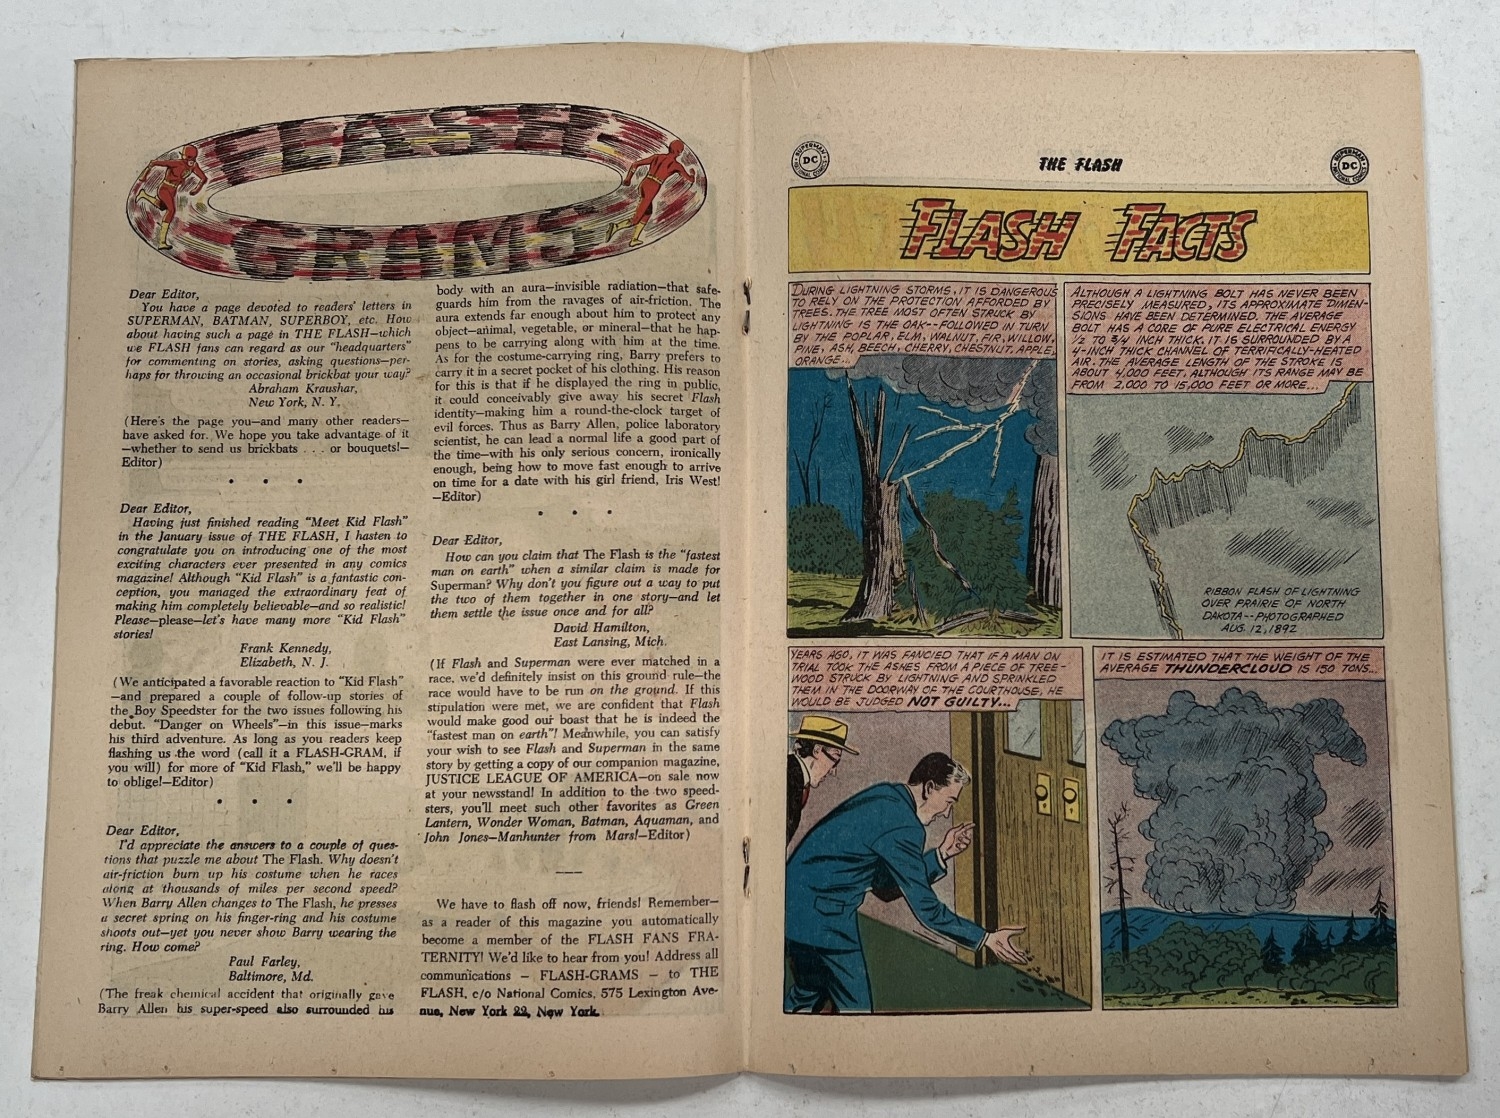 FLASH-
GRAMS
Dear Editor,
You have a page devoted to readers' letters in
SUPERMAN, BATMAN, SUPERBOY, etc. How
about having such a page in THE FLASH—which
we FLASH fans can regard as our "headquarters"
for commenting on stories, asking questions—per-
haps for throwing an occasional brickbat your way?
Abraham Kraushar,
New York, N. Y.
(Here's the page you—and many other readers—
have asked for. We hope you take advantage of it
—whether to send us brickbats . . . or bouquets!—
Editor)
• • •
Dear Editor,
Having just finished reading "Meet Kid Flash"
in the January issue of THE FLASH, I hasten to
congratulate you on introducing one of the most
exciting characters ever presented in any comics
magazine! Although "Kid Flash" is a fantastic con-
ception, you managed the extraordinary feat of
making him completely believable—and so realistic!
Please—please—let's have many more "Kid Flash"
stories!
Frank Kennedy,
Elizabeth, N. J.
(We anticipated a favorable reaction to "Kid Flash"
—and prepared a couple of follow-up stories of
the Boy Speedster for the two issues following his
debut. "Danger on Wheels"—in this issue—marks
his third adventure. As long as you readers keep
flashing us the word (call it a FLASH-GRAM, if
you will) for more of "Kid Flash," we'll be happy
to oblige!—Editor)
• • •
Dear Editor,
I'd appreciate the answers to a couple of ques-
tions that puzzle me about The Flash. Why doesn't
air-friction burn up his costume when he races
along at thousands of miles per second speed?
When Barry Allen changes to The Flash, he presses
a secret spring on his finger-ring and his costume
shoots out—yet you never show Barry wearing the
ring. How come?
Paul Farley,
Baltimore, Md.
(The freak chemical accident that originally gave
Barry Allen his super-speed also surrounded his
body with an aura—invisible radiation—that safe-
guards him from the ravages of air-friction. The
aura extends far enough about him to protect any
object—animal, vegetable, or mineral—that he hap-
pens to be carrying along with him at the time.
As for the costume-carrying ring, Barry prefers to
carry it in a secret pocket of his clothing. His reason
for this is that if he displayed the ring in public,
it could conceivably give away his secret Flash
identity—making him a round-the-clock target of
evil forces. Thus as Barry Allen, police laboratory
scientist, he can lead a normal life a good part of
the time—with his only serious concern, ironically
enough, being how to move fast enough to arrive
on time for a date with his girl friend, Iris West!
—Editor)
• • •
Dear Editor,
How can you claim that The Flash is the "fastest
man on earth" when a similar claim is made for
Superman? Why don't you figure out a way to put
the two of them together in one story—and let
them settle the issue once and for all?
David Hamilton,
East Lansing, Mich.
(If Flash and Superman were ever matched in a
race, we'd definitely insist on this ground rule—the
race would have to be run on the ground. If this
stipulation were met, we are confident that Flash
would make good our boast that he is indeed the
"fastest man on earth"! Meanwhile, you can satisfy
your wish to see Flash and Superman in the same
story by getting a copy of our companion magazine,
JUSTICE LEAGUE OF AMERICA—on sale now
at your newsstand! In addition to the two speed-
sters, you'll meet such other favorites as Green
Lantern, Wonder Woman, Batman, Aquaman, and
John Jones—Manhunter from Mars!—Editor)
We have to flash off now, friends! Remember—
as a reader of this magazine you automatically
become a member of the FLASH FANS FRA-
TERNITY! We'd like to hear from you! Address all
communications — FLASH-GRAMS — to THE
FLASH, c/o National Comics, 575 Lexington Ave-
nue, New York 22, New York.
SUPERMAN DC NATIONAL COMICS
THE FLASH
SUPERMAN DC NATIONAL COMICS
FLASH FACTS
DURING LIGHTNING STORMS, IT IS DANGEROUS
TO RELY ON THE PROTECTION AFFORDED BY
TREES. THE TREE MOST OFTEN STRUCK BY
LIGHTNING IS THE OAK--FOLLOWED IN TURN
BY THE POPLAR, ELM, WALNUT, FIR, WILLOW,
PINE, ASH, BEECH, CHERRY, CHESTNUT, APPLE,
ORANGE...
ALTHOUGH A LIGHTNING BOLT HAS NEVER BEEN
PRECISELY MEASURED, ITS APPROXIMATE DIMEN-
SIONS HAVE BEEN DETERMINED. THE AVERAGE
BOLT HAS A CORE OF PURE ELECTRICAL ENERGY
1/2 TO 3/4 INCH THICK. IT IS SURROUNDED BY A
4-INCH THICK CHANNEL OF TERRIFICALLY-HEATED
AIR. THE AVERAGE LENGTH OF THE STROKE IS
ABOUT 4,000 FEET, ALTHOUGH ITS RANGE MAY BE
FROM 2,000 TO 15,000 FEET OR MORE...
RIBBON FLASH OF LIGHTNING
OVER PRAIRIE OF NORTH
DAKOTA--PHOTOGRAPHED
AUG. 12, 1892
YEARS AGO, IT WAS FANCIED THAT IF A MAN ON
TRIAL TOOK THE ASHES FROM A PIECE OF TREE-
WOOD STRUCK BY LIGHTNING AND SPRINKLED
THEM IN THE DOORWAY OF THE COURTHOUSE, HE
WOULD BE JUDGED NOT GUILTY...
IT IS ESTIMATED THAT THE WEIGHT OF THE
AVERAGE THUNDERCLOUD IS 150 TONS...